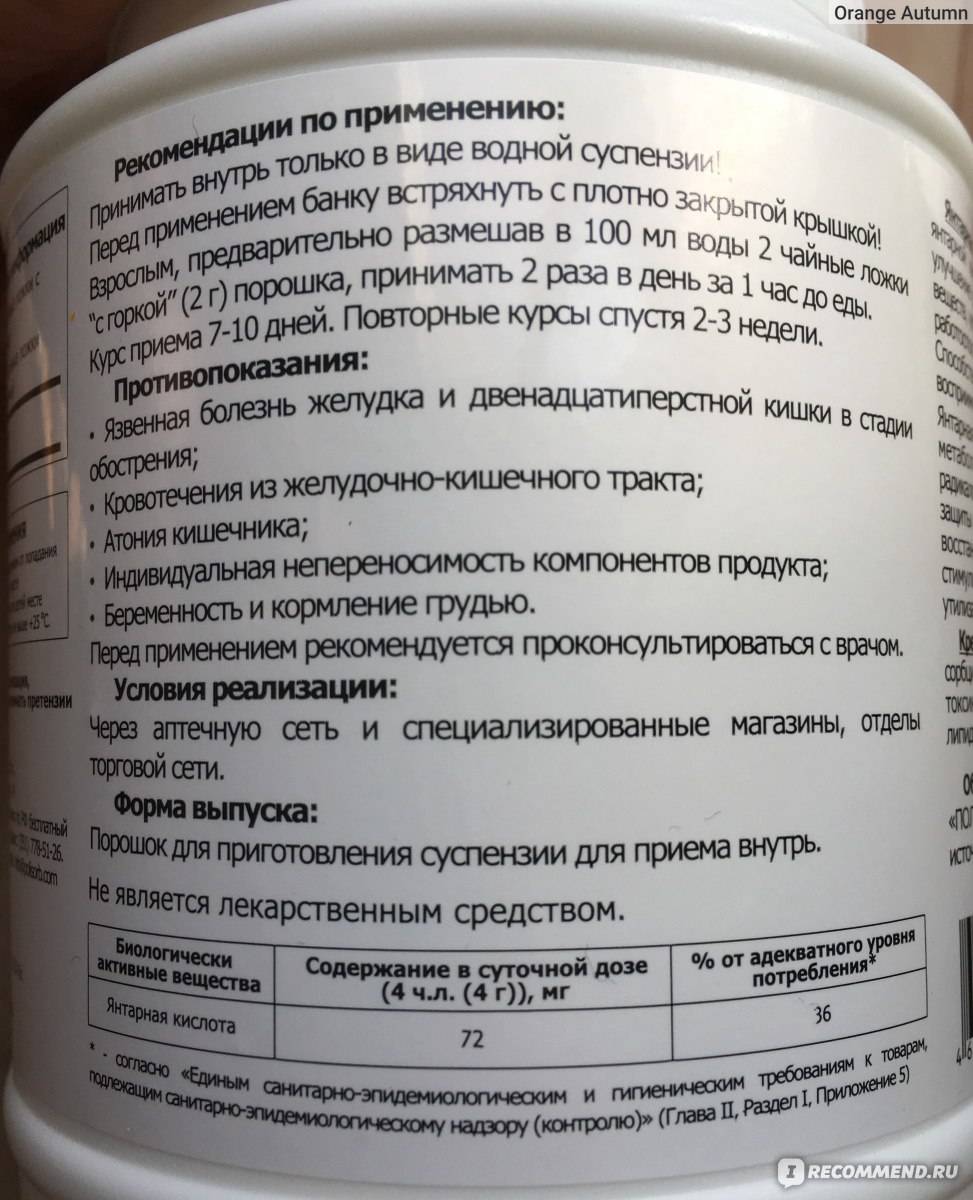 Orange Autumn
Рекомендации по применению:
Принимать внутрь только в виде водной суспензии!
Перед применением банку встряхнуть с плотно закрытой крышкой!
Взрослым, предварительно размешав в 100 мл воды 2 чайные ложки
“с горкой” (2 г) порошка, принимать 2 раза в день за 1 час до еды.
Курс приема 7-10 дней. Повторные курсы спустя 2-3 недели.
Противопоказания:
· Язвенная болезнь желудка и двенадцатиперстной кишки в стадии
обострения;
· Кровотечения из желудочно-кишечного тракта;
· Атония кишечника;
· Индивидуальная непереносимость компонентов продукта;
· Беременность и кормление грудью.
Перед применением рекомендуется проконсультироваться с врачом.
Условия реализации:
Через аптечную сеть и специализированные магазины, отделы
торговой сети.
Форма выпуска:
Порошок для приготовления суспензии для приема внутрь.
Не является лекарственным средством.
Биологически
активные вещества
Содержание в суточной дозе
(4 ч.л. (4 г)), мг
% от адекватного уровня
потребления*
Янтарная кислота
72
36
* - согласно «Единым санитарно-эпидемиологическим и гигиеническим требованиям к товарам,
подлежащим санитарно-эпидемиологическому надзору (контролю)» (Глава II, Раздел I, Приложение 5)
претензии
бесплатный
778-51-26.
+25 °C.
I RECOMMEND.RU